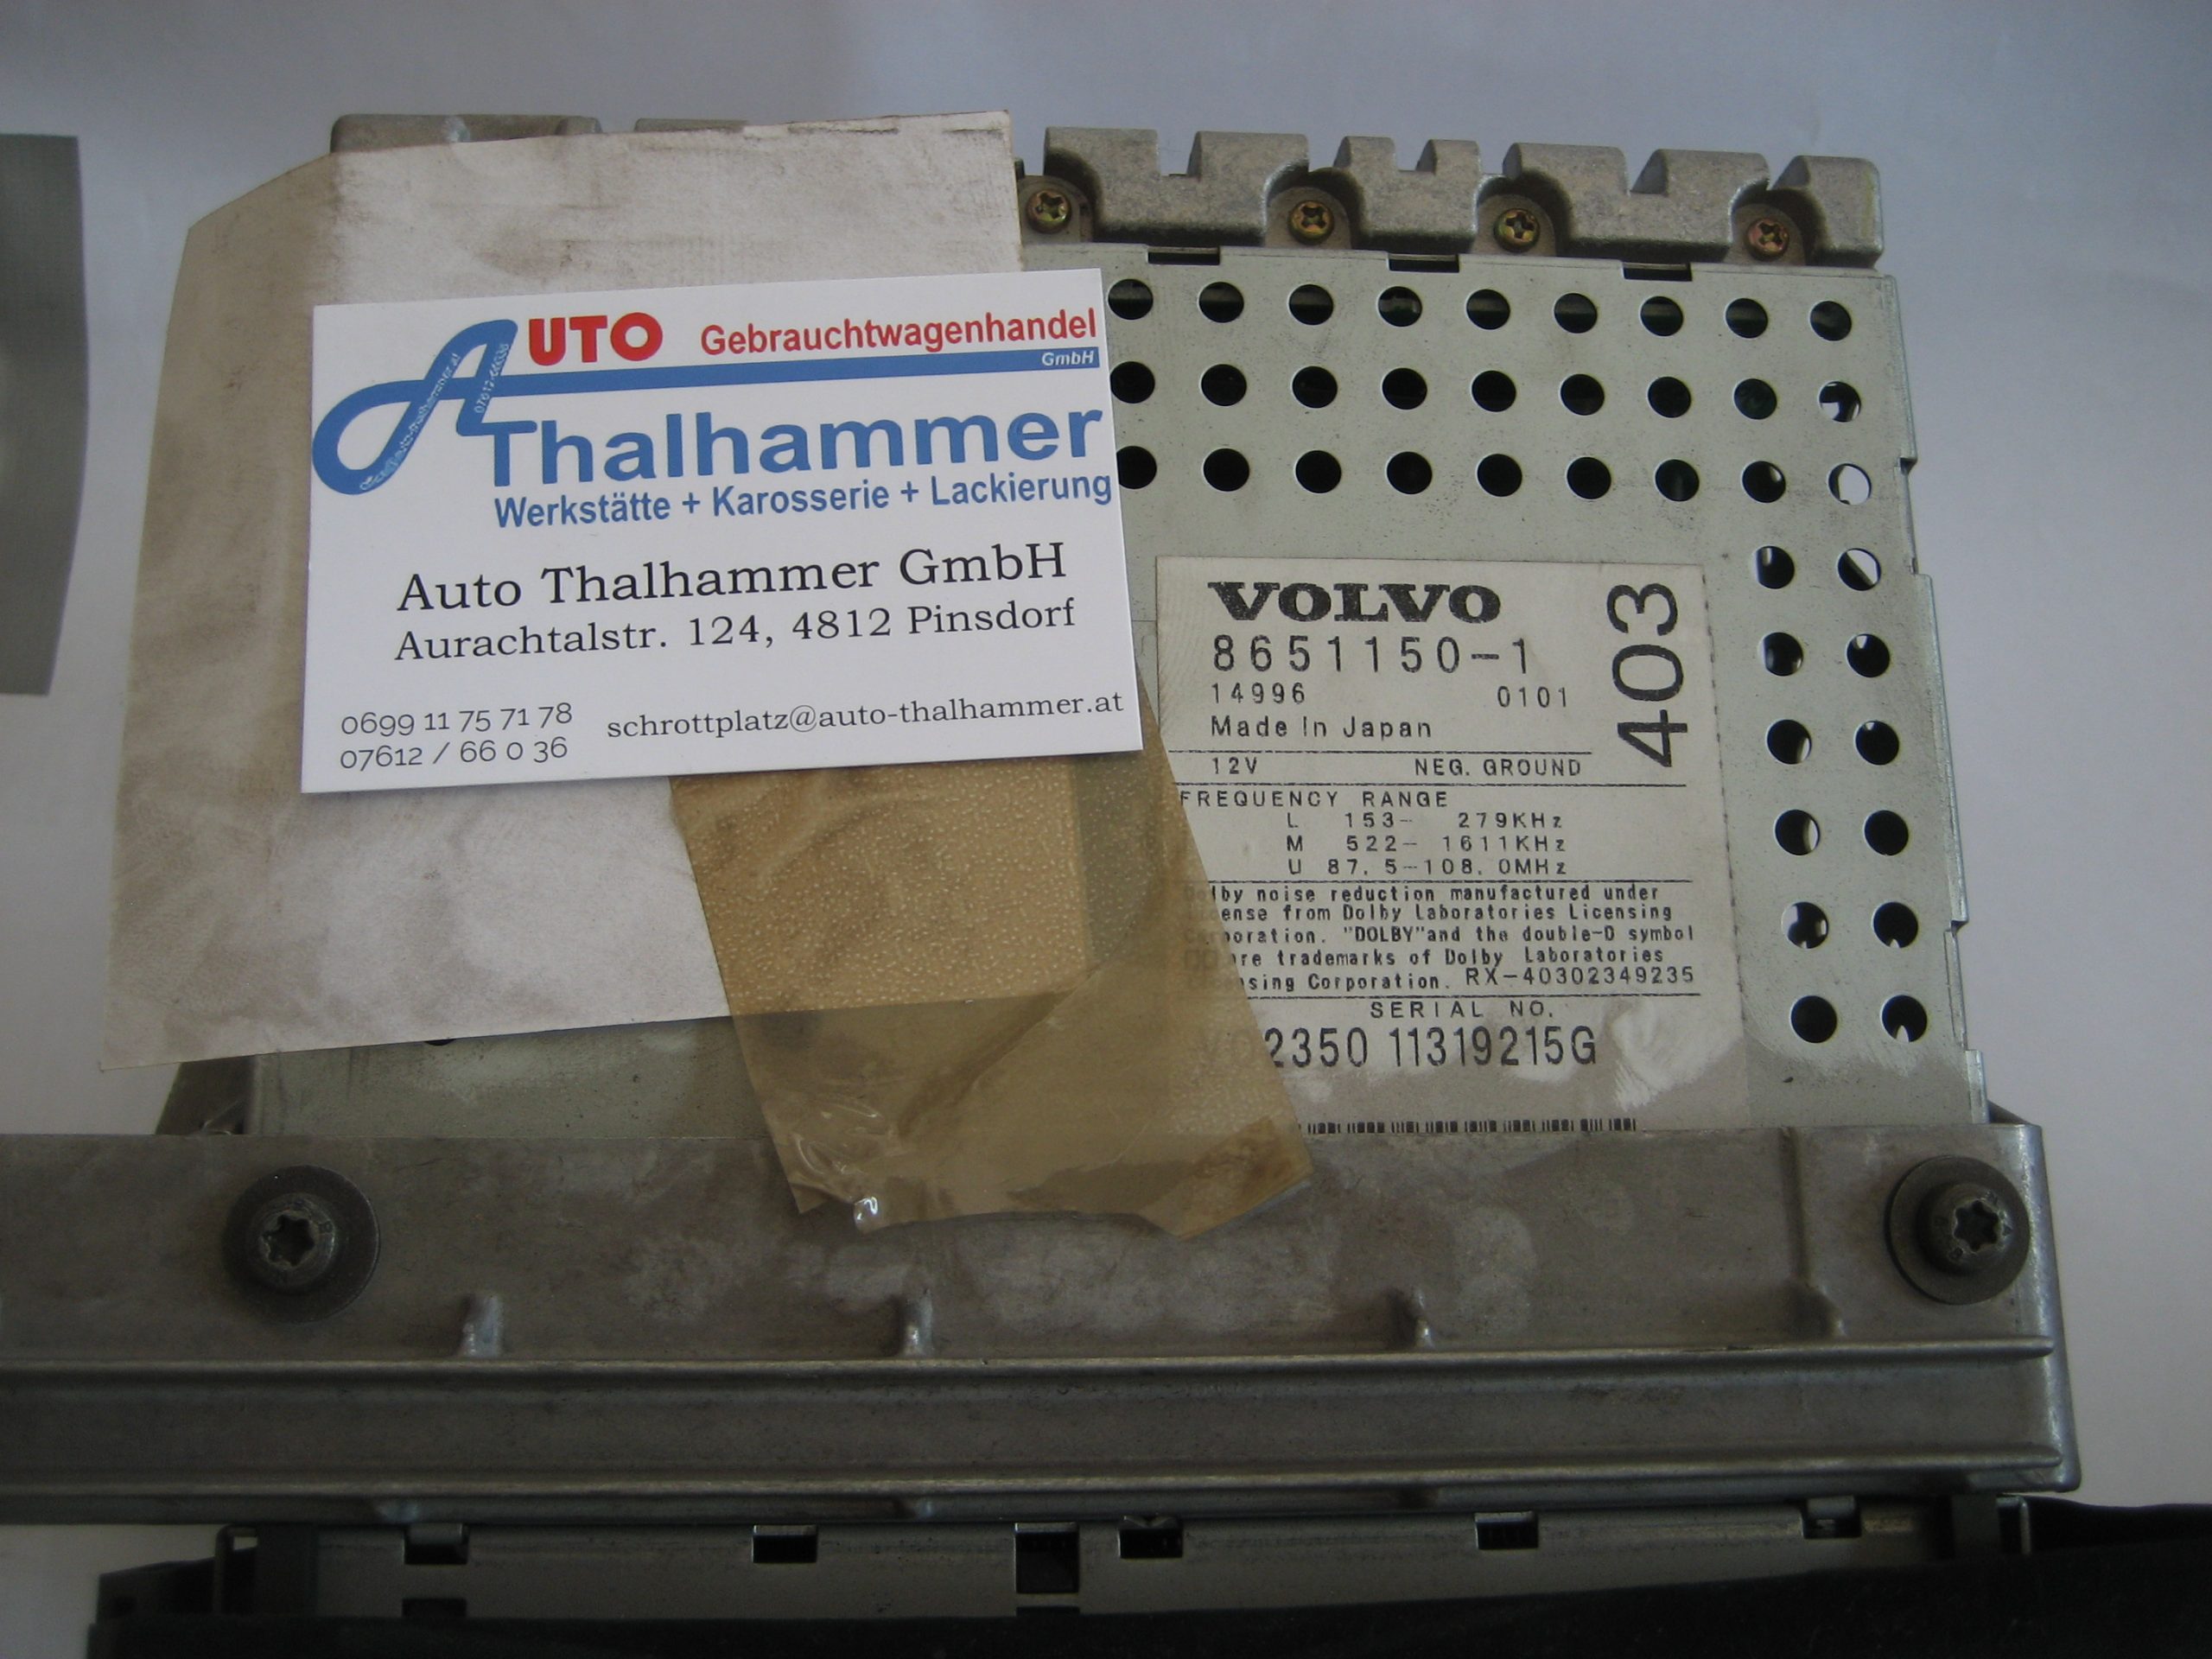 AUTO Gebrauchtwagenhandel
GmbH
Thalhammer
Werkstätte + Karosserie + Lackierung
Auto Thalhammer GmbH
Aurachtalstr. 124, 4812 Pinsdorf
0699 11 75 71 78
07612 / 66 0 36
schrottplatz@auto-thalhammer.at
VOLVO
403
8651150-1
14996 0101
Made In Japan
12V NEG. GROUND
FREQUENCY RANGE
L 153- 279KHz
M 522- 1611KHz
U 87.5-108.0MHz
Dolby noise reduction manufactured under
license from Dolby Laboratories Licensing
Corporation. "DOLBY"and the double-D symbol
are trademarks of Dolby Laboratories
Licensing Corporation. RX-40302349235
SERIAL NO.
VO2350 11319215G